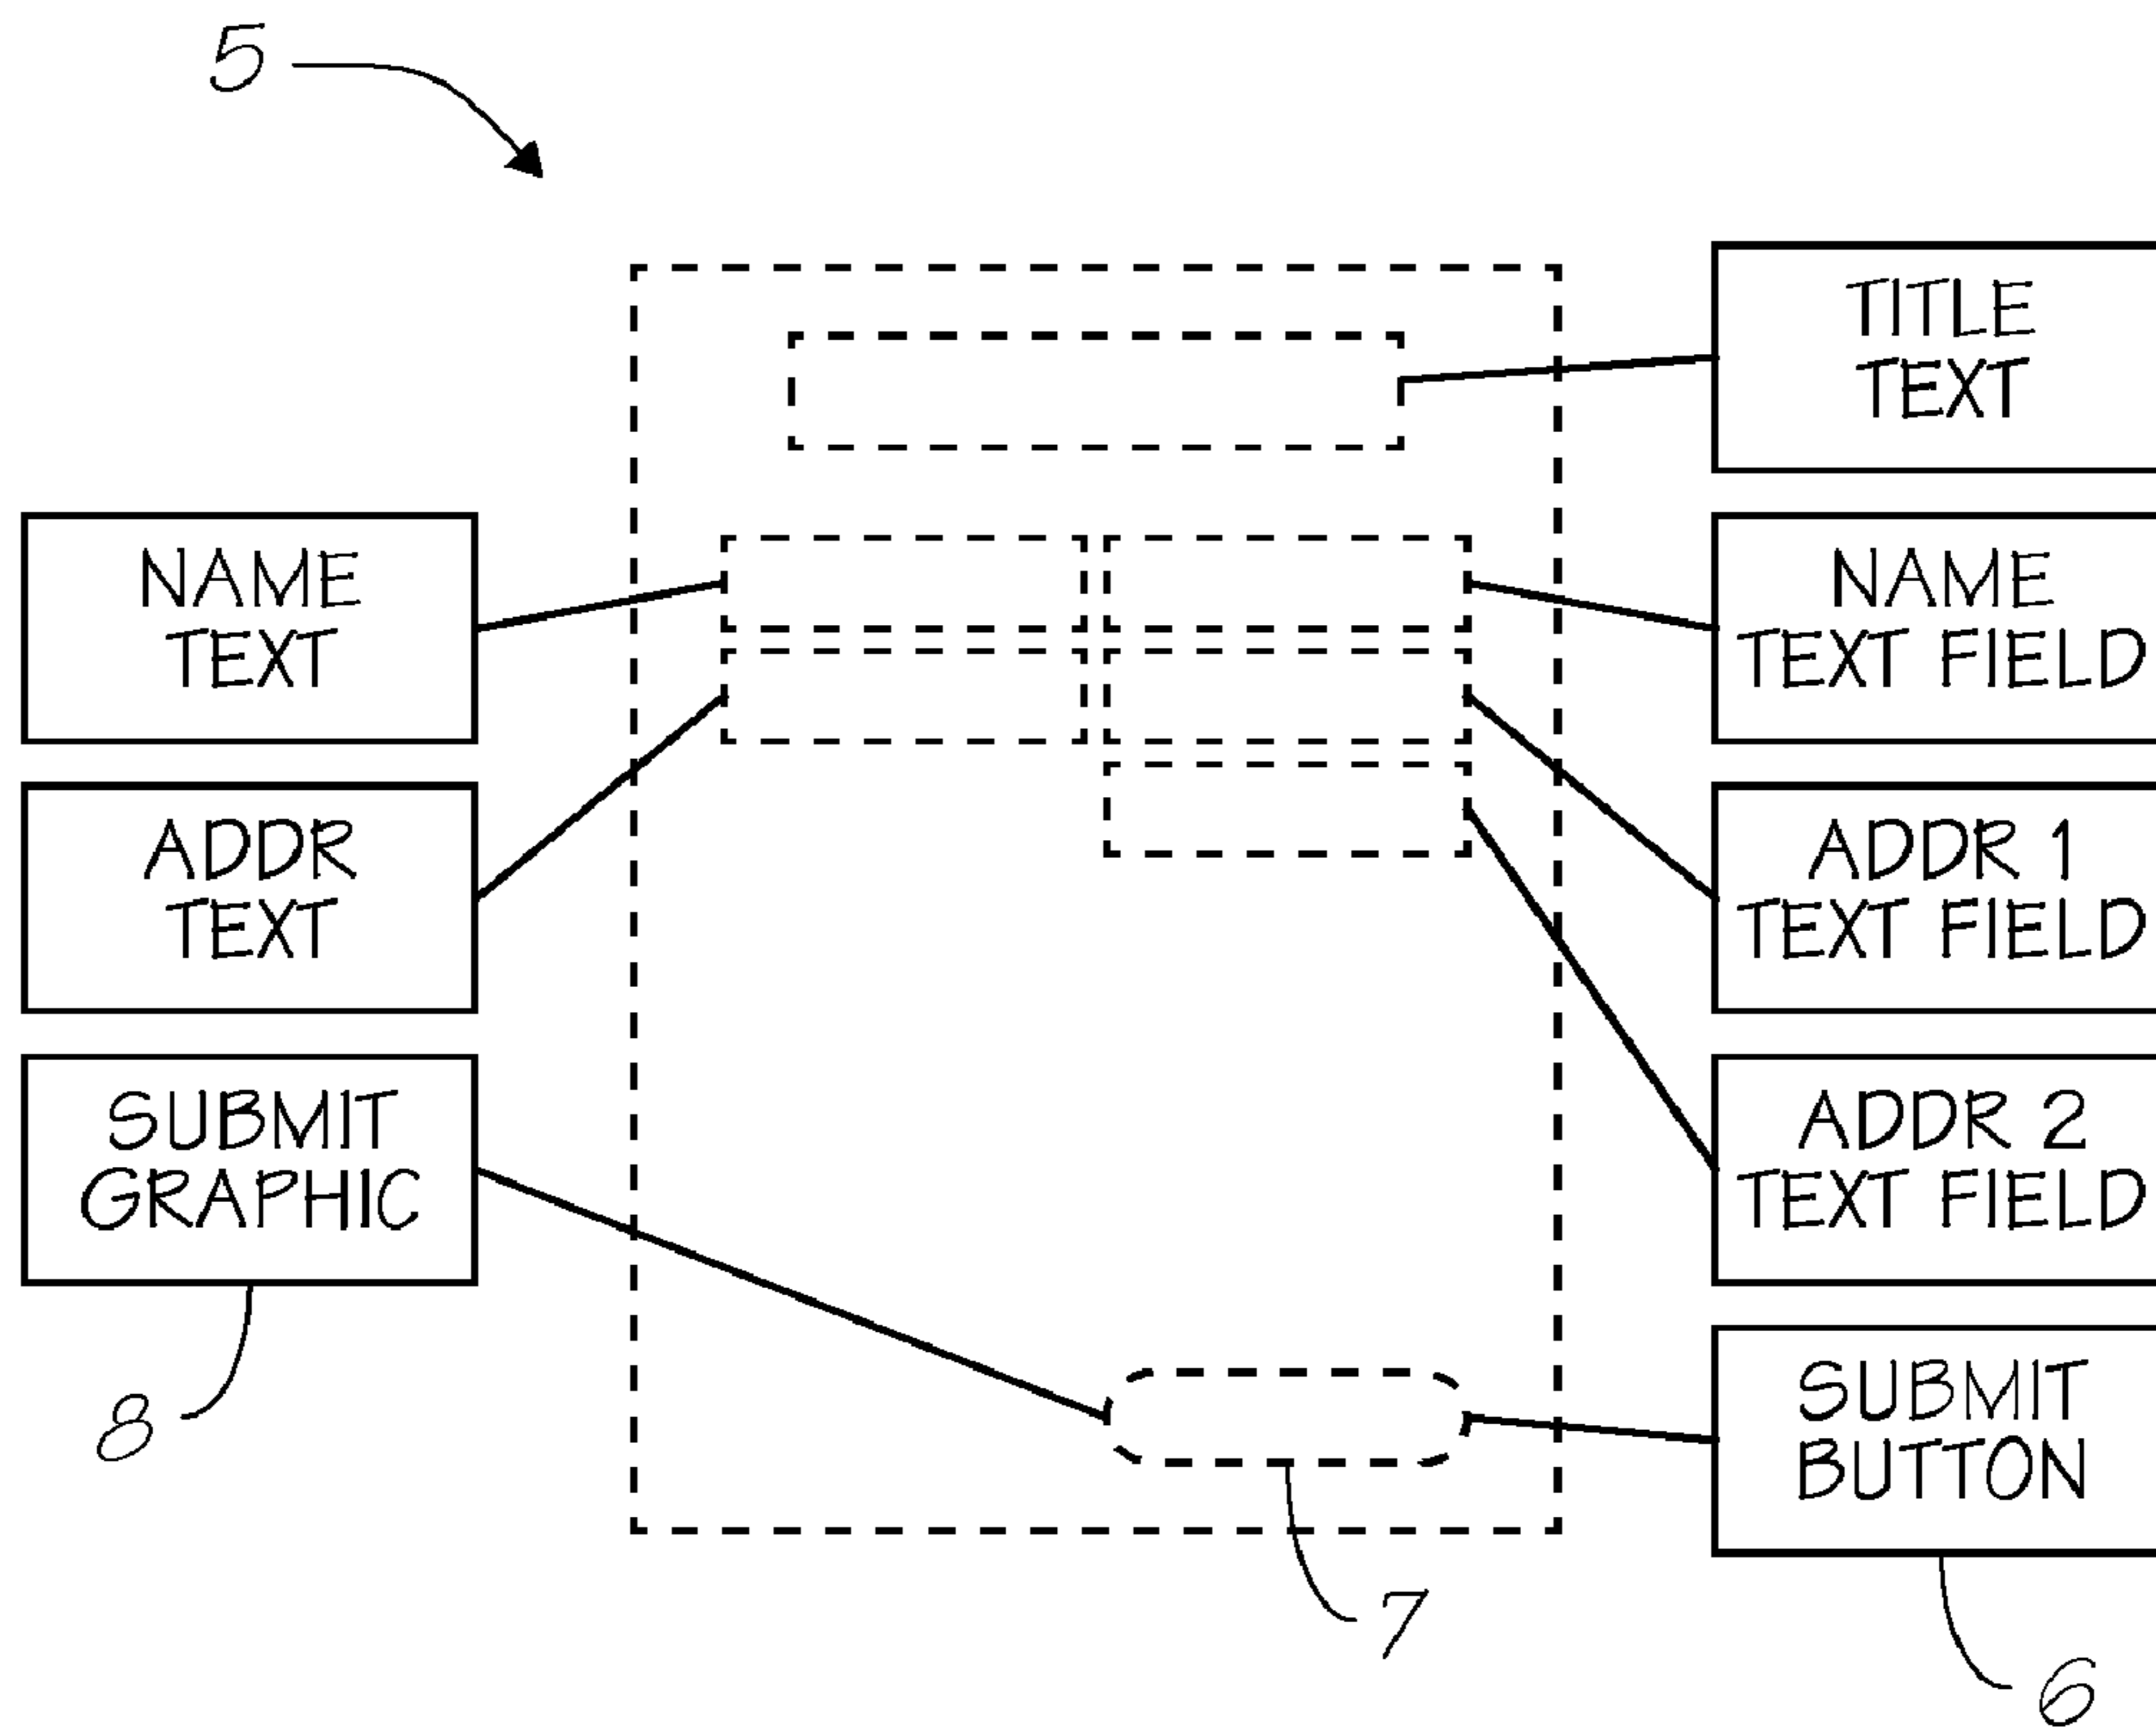 5
TITLE
TEXT
NAME
TEXT
NAME
TEXT FIELD
ADDR
TEXT
ADDR 1
TEXT FIELD
SUBMIT
GRAPHIC
ADDR 2
TEXT FIELD
8
SUBMIT
BUTTON
7
6